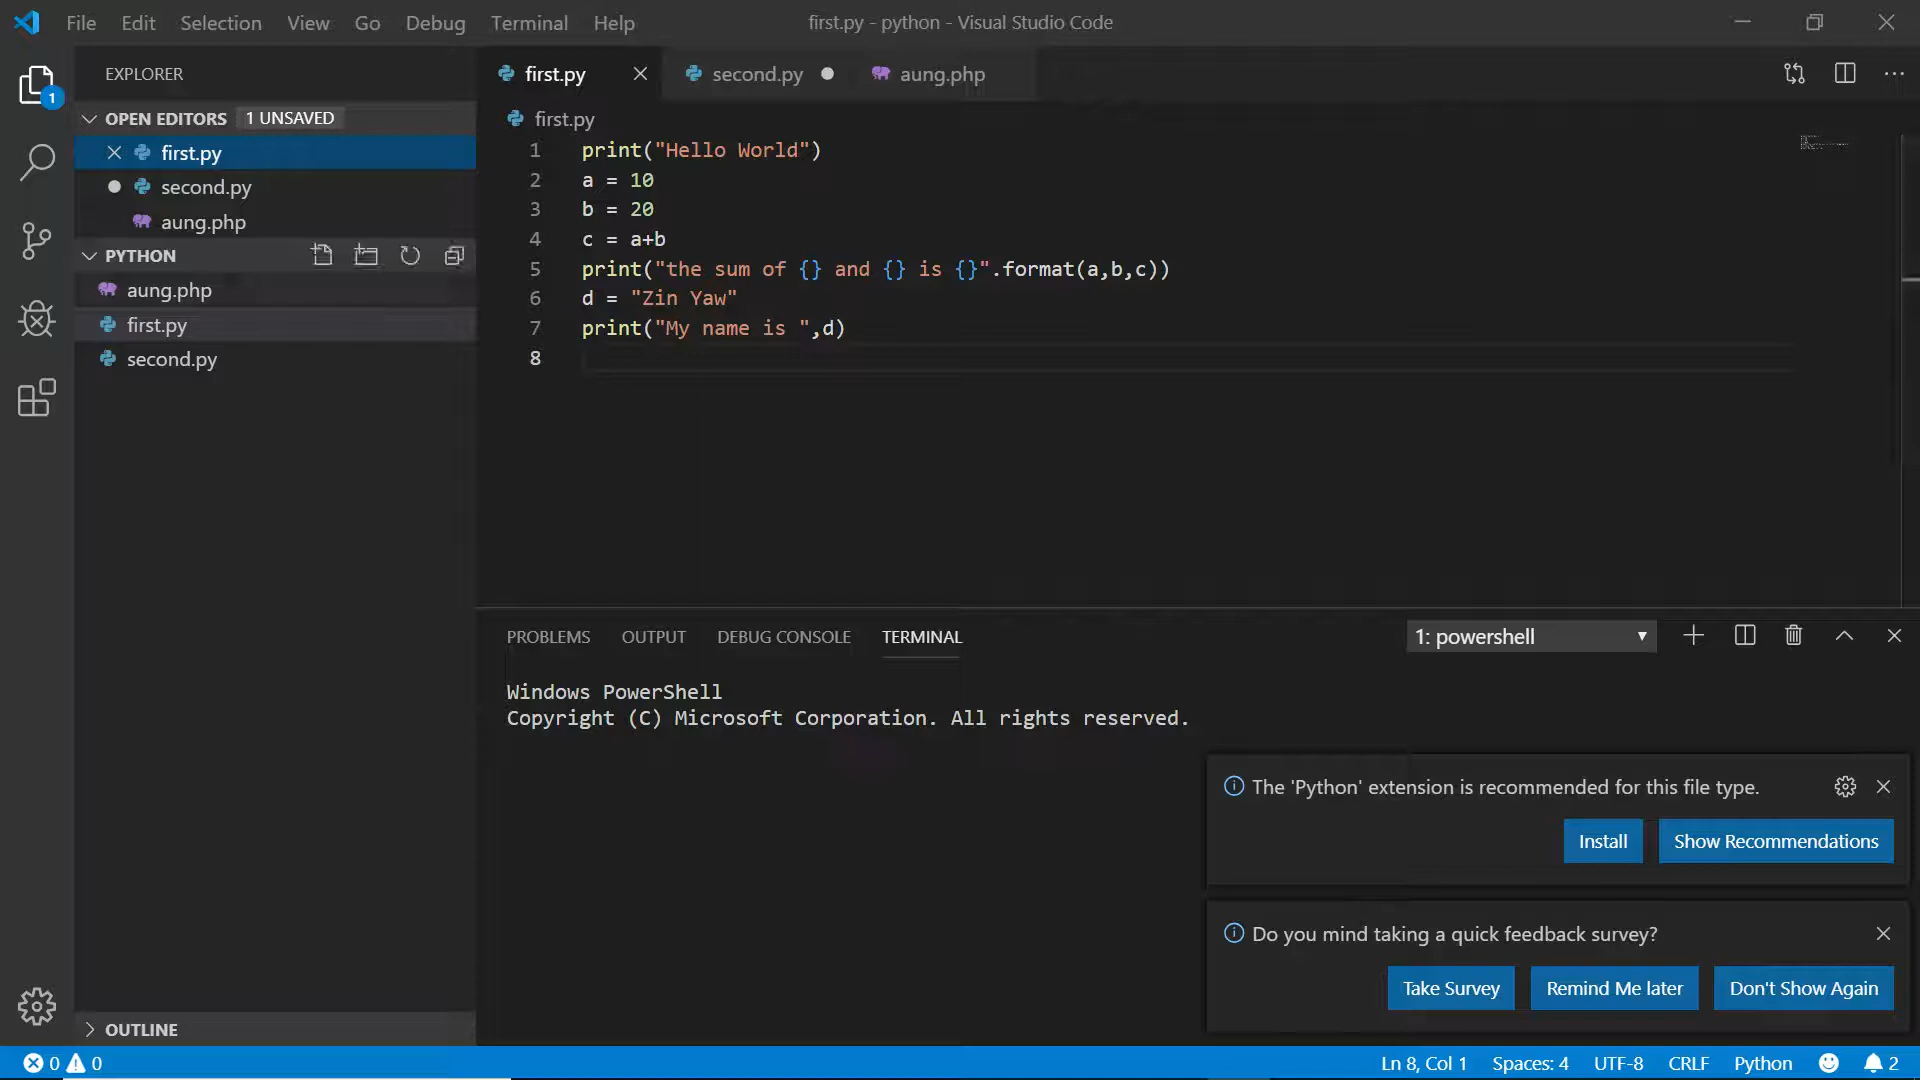 File Edit Selection View Go Debug Terminal Help first.py - python - Visual Studio Code
EXPLORER
1
OPEN EDITORS 1 UNSAVED
first.py
second.py
aung.php
PYTHON
aung.php
first.py
second.py
OUTLINE
first.py second.py aung.php
first.py
1 print("Hello World")
2 a = 10
3 b = 20
4 c = a+b
5 print("the sum of {} and {} is {}".format(a,b,c))
6 d = "Zin Yaw"
7 print("My name is ",d)
8
PROBLEMS OUTPUT DEBUG CONSOLE TERMINAL 1: powershell
Windows PowerShell
Copyright (C) Microsoft Corporation. All rights reserved.
The 'Python' extension is recommended for this file type.
Install Show Recommendations
Do you mind taking a quick feedback survey?
Take Survey Remind Me later Don't Show Again
0 0 Ln 8, Col 1 Spaces: 4 UTF-8 CRLF Python 2